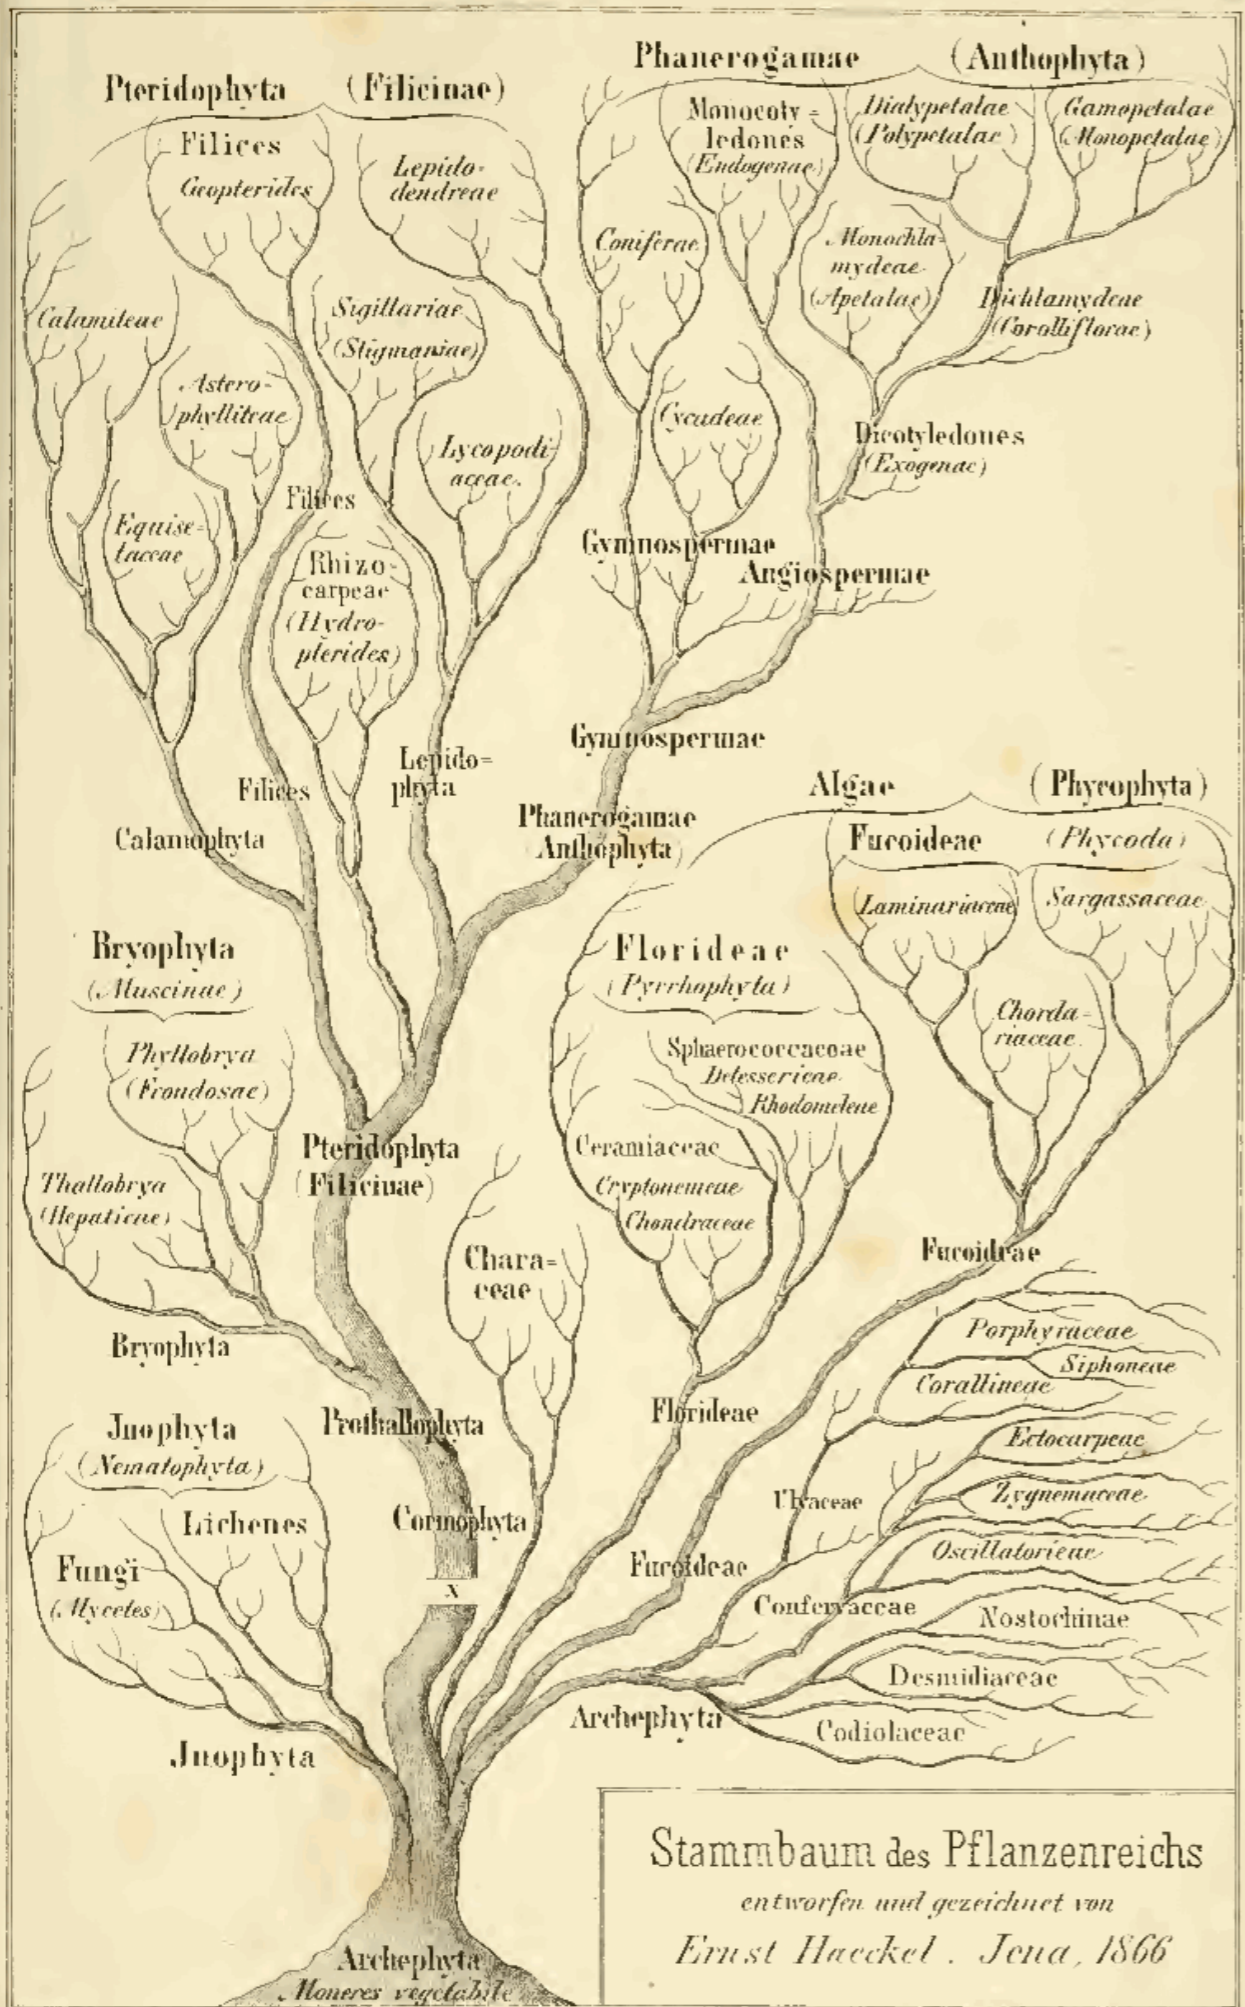 Phanerogamae (Anthophyta)
Pteridophyta (Filicinae)
Monocoty=
ledones
(Endogenae)
Dialypetalae
(Polypetalae)
Gamopetalae
(Monopetalae)
Filices
Geopterides
Lepido-
dendreae
Coniferae
Monochla-
mydeae
(Apetalae)
Dichlamydeae
(Corolliflorae)
Calamiteae
Sigillariae
(Stigmaniae)
Astero-
phylliteae
Cycadeae
Dicotyledones
(Exogenae)
Lycopodi-
aceae.
Filices
Equise-
taceae
Rhizo-
carpeae
(Hydro-
pterides)
Gymnospermae
Angiospermae
Gymnospermae
Lepido=
phyta
Filices
Calamophyta
Phanerogamae
Anthophyta)
Algae (Phycophyta)
Fucoideae (Phycoda)
Laminariaceae
Sargassaceae
Bryophyta
(Muscinae)
Florideae
(Pyrrhophyta)
Chorda-
riaceae.
Phyllobrya
(Frondosae)
Sphaerococcaceae
Delesserieae.
Rhodomeleae
Pteridophyta
(Filicinae)
Ceramiaceae
Cryptonemeae
Chondraceae
Thallobrya
(Hepaticae)
Chara=
ceae
Fucoideae
Bryophyta
Porphyraceae
Siphoneae
Corallineae
Jnophyta
(Nematophyta)
Prothallophyta
Florideae
Ectocarpeae
Lichenes
Cormophyta
Ulvaceae
Zygnemaceae
Fungi
(Mycetes)
X
Fucoideae
Oscillatorieae
Confervaceae
Nostochinae
Desmidiaceae
Archephyta
Codiolaceae
Jnophyta
Archephyta
Moneres vegetabile
Stammbaum des Pflanzenreichs
entworfen und gezeichnet von
Ernst Haeckel. Jena, 1866